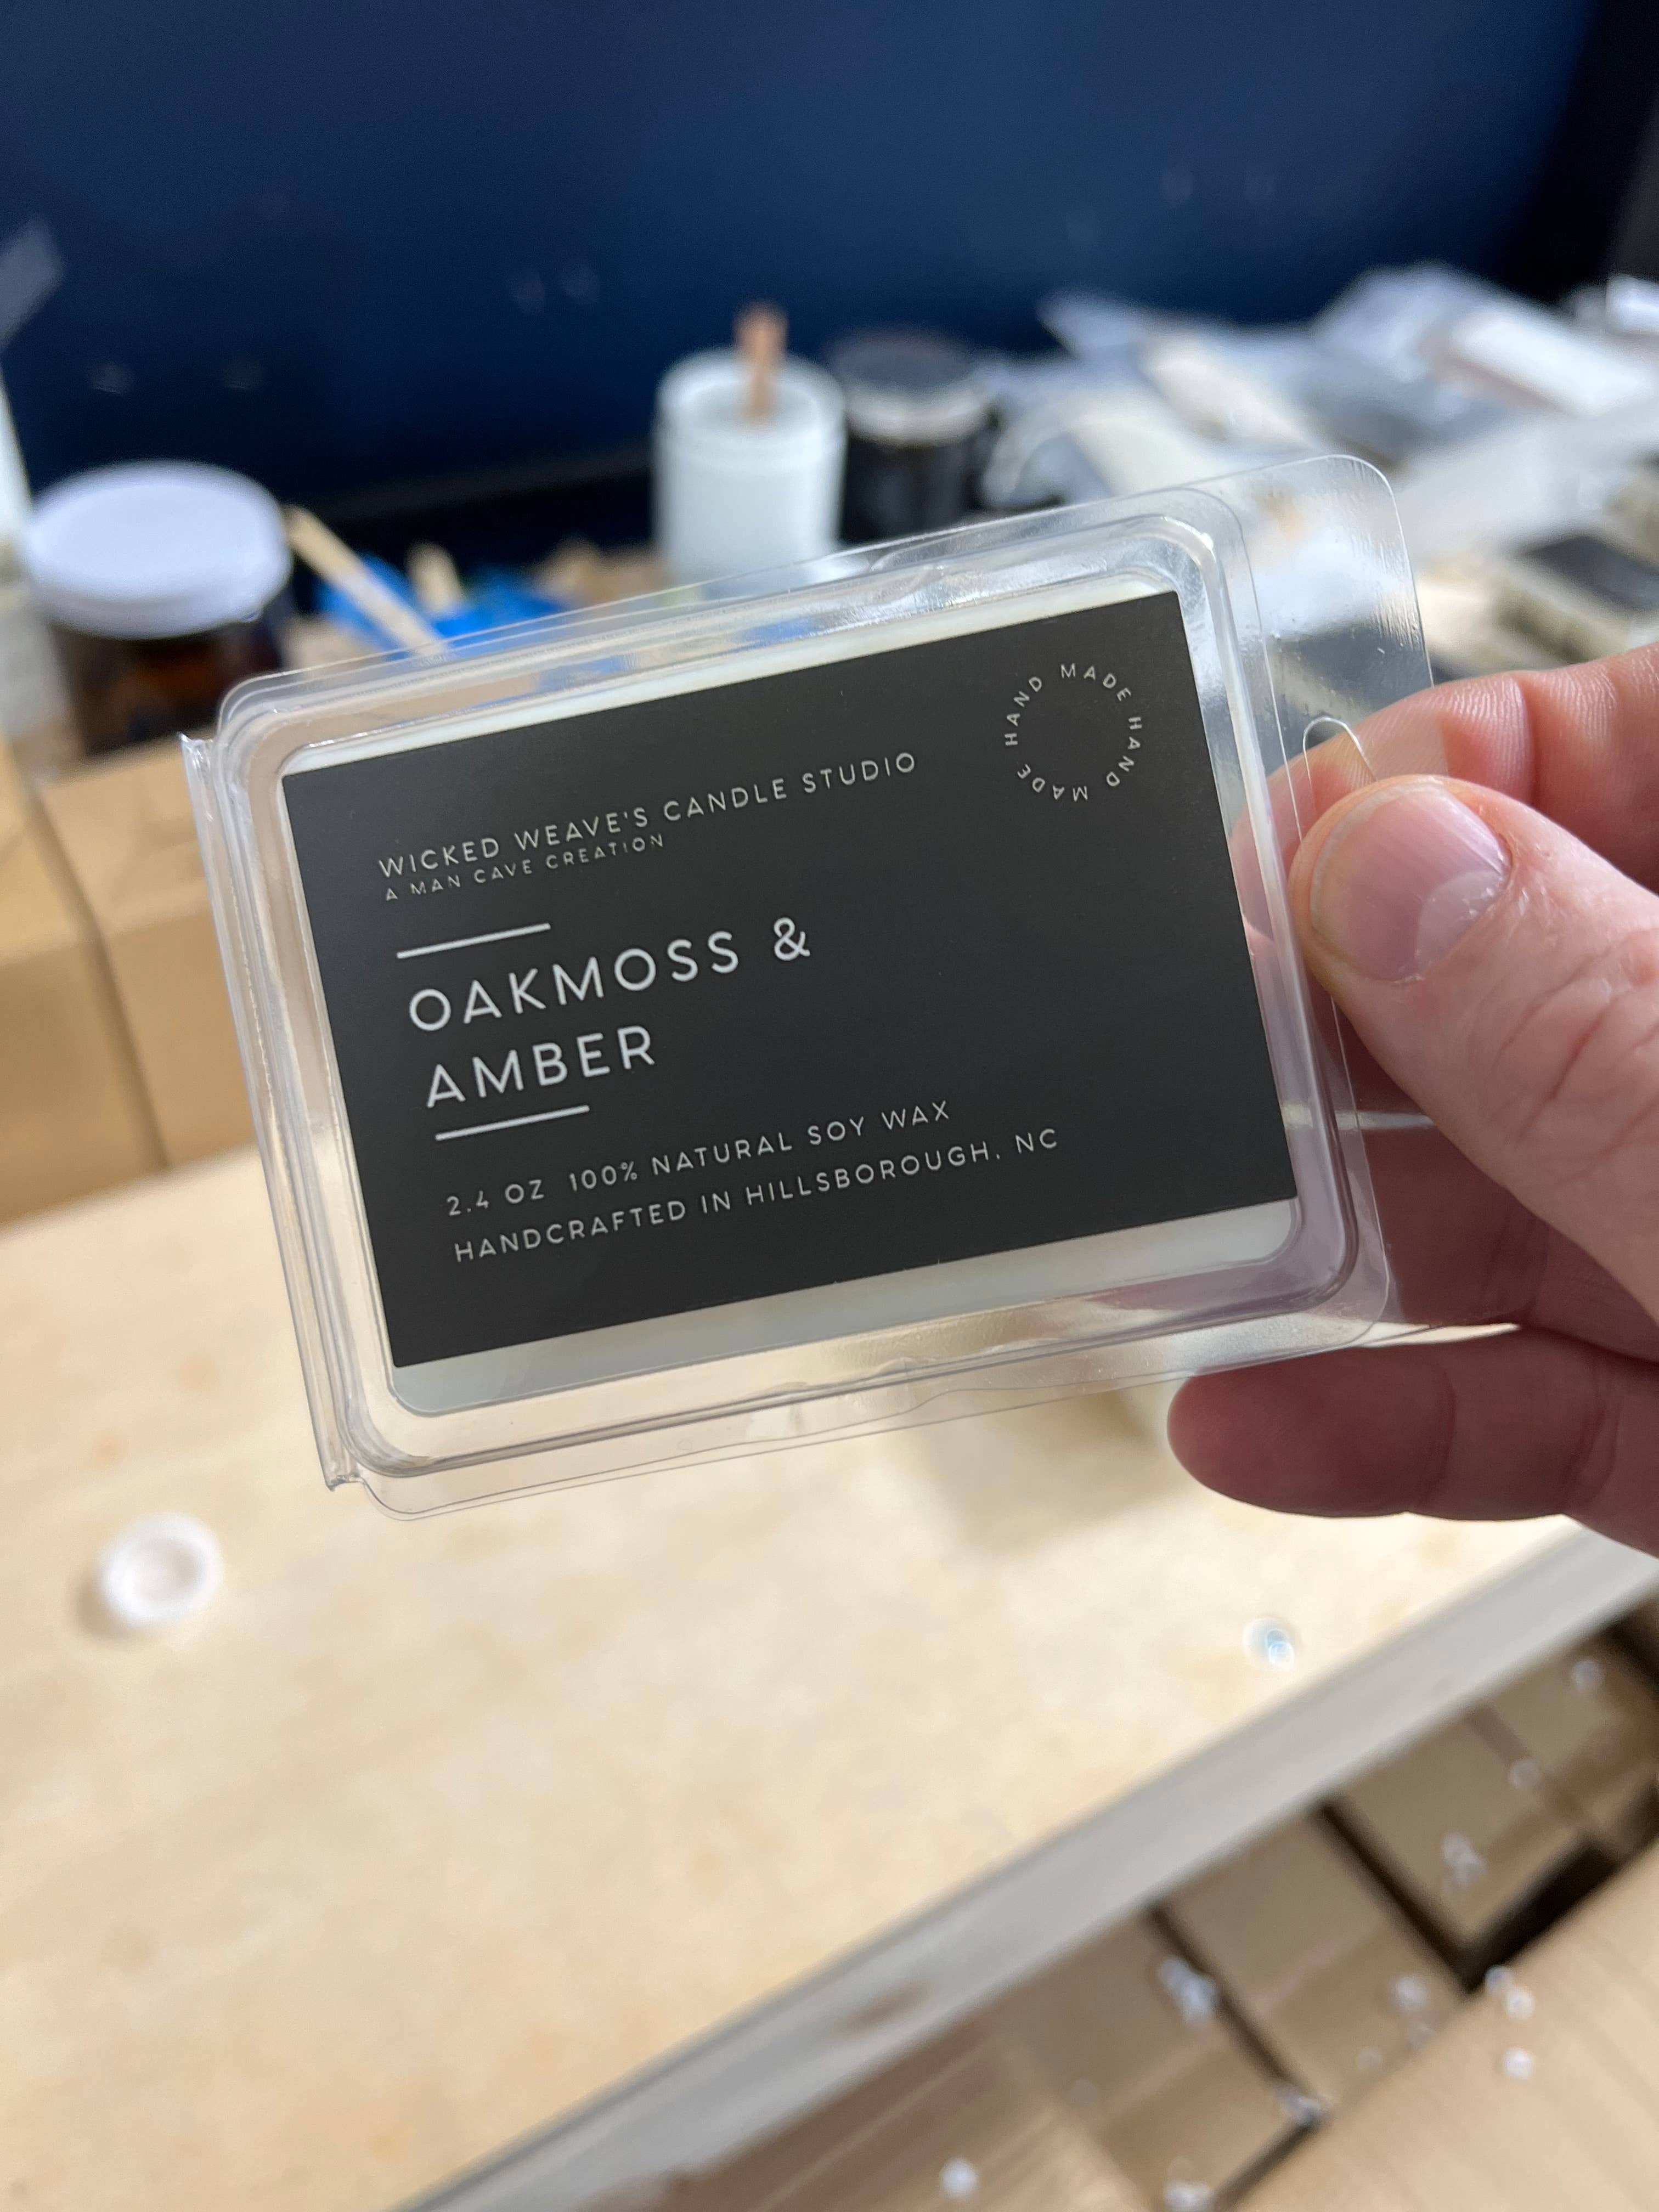 WICKED WEAVE'S CANDLE STUDIO
A MAN CAVE CREATION
HAND MADE HAND MADE
OAKMOSS &
AMBER
2.4 OZ 100% NATURAL SOY WAX
HANDCRAFTED IN HILLSBOROUGH, NC